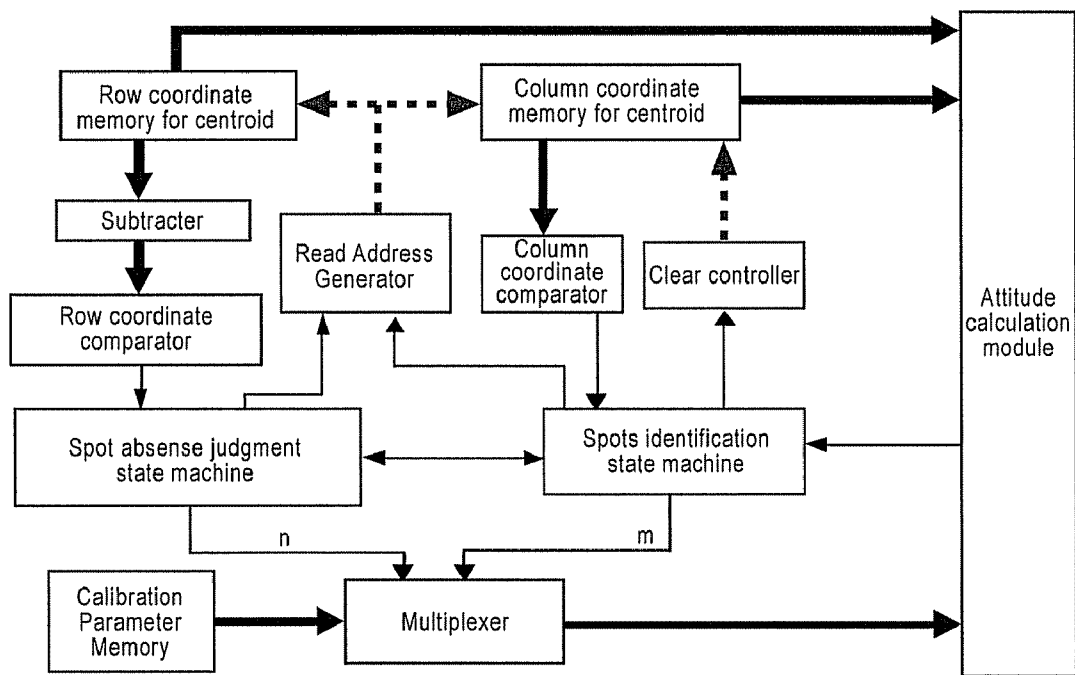 Row coordinate
memory for centroid
Column coordinate
memory for centroid
Subtracter
Read Address
Generator
Column
coordinate
comparator
Clear controller
Row coordinate
comparator
Attitude
calculation
module
Spot absense judgment
state machine
Spots identification
state machine
n
m
Calibration
Parameter
Memory
Multiplexer